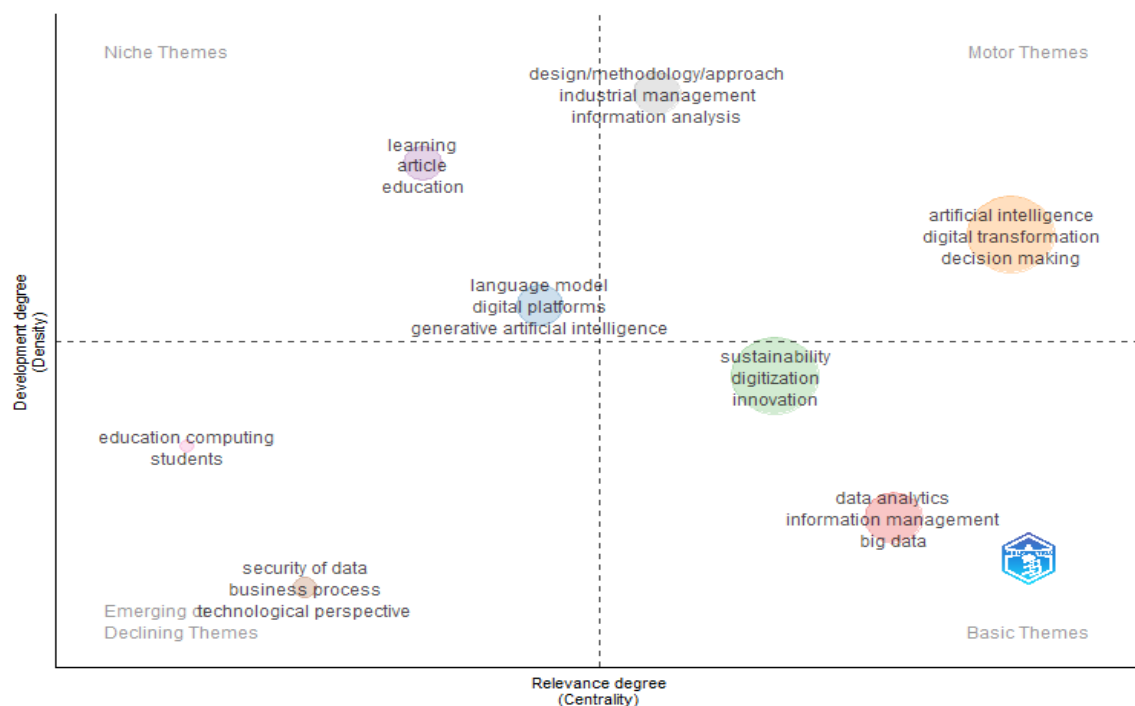 Niche Themes
Motor Themes
design/methodology/approach
industrial management
information analysis
learning
article
education
artificial intelligence
digital transformation
decision making
language model
digital platforms
generative artificial intelligence
Development degree
(Density)
sustainability
digitization
innovation
education computing
students
data analytics
information management
big data
security of data
business process
technological perspective
Emerging or
Declining Themes
Basic Themes
Relevance degree
(Centrality)